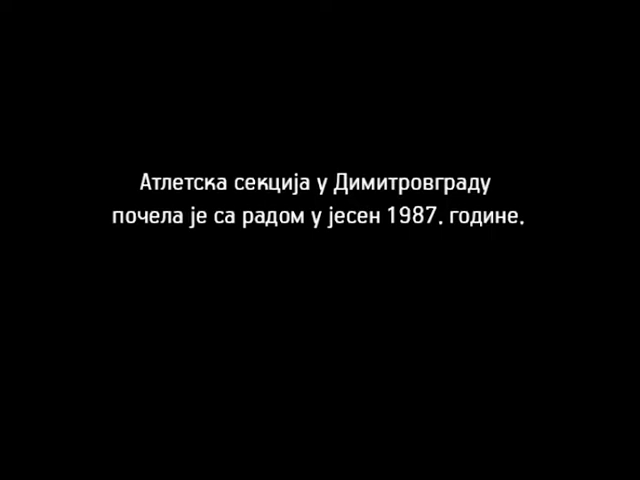 Атлетска секција у Димитровграду
почела је са радом у јесен 1987. године.